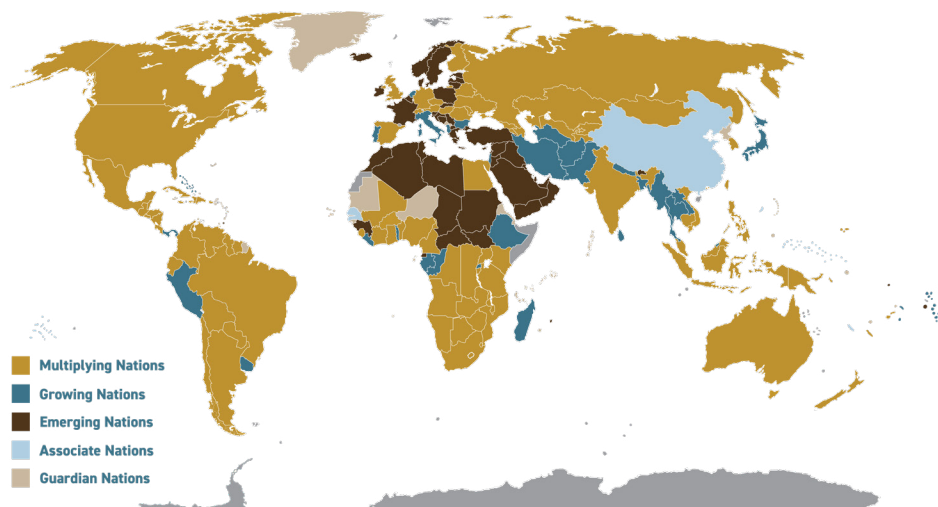 Multiplying Nations
Growing Nations
Emerging Nations
Associate Nations
Guardian Nations